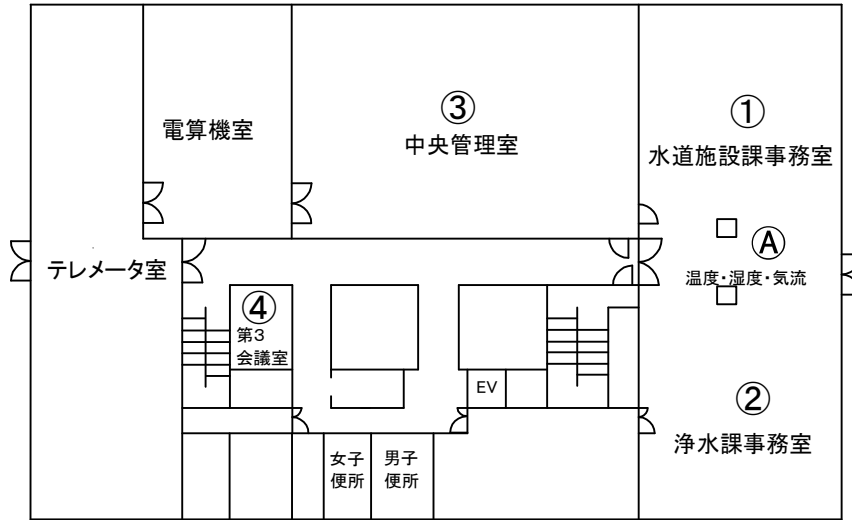 ①
水道施設課事務室
③
中央管理室
電算機室
Ⓐ
温度・湿度・気流
テレメータ室
④
第3
会議室
EV
②
浄水課事務室
女子
便所
男子
便所